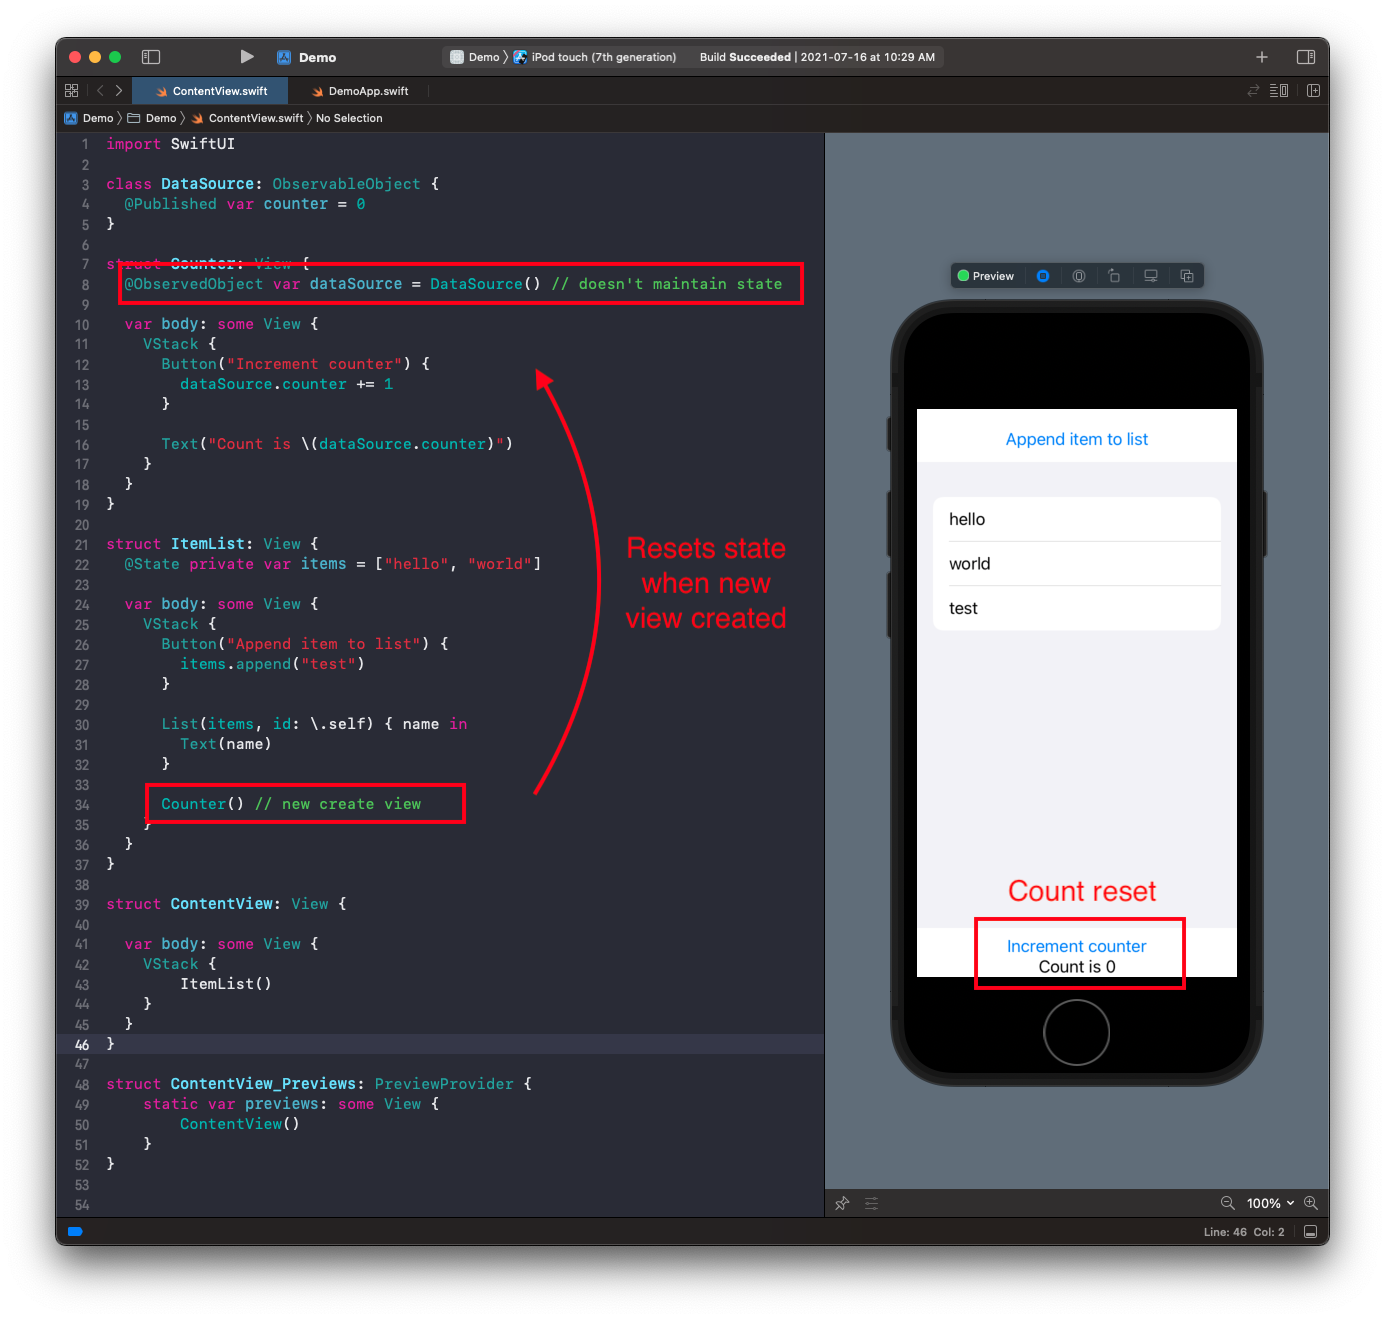 Demo
Demo 〉 iPod touch (7th generation)
Build Succeeded | 2021-07-16 at 10:29 AM
ContentView.swift
DemoApp.swift
Demo 〉 Demo 〉 ContentView.swift 〉 No Selection
1 import SwiftUI
2
3 class DataSource: ObservableObject {
4 @Published var counter = 0
5 }
6
7 struct Counter: View {
8 @ObservedObject var dataSource = DataSource() // doesn't maintain state
9
10 var body: some View {
11 VStack {
12 Button("Increment counter") {
13 dataSource.counter += 1
14 }
15
16 Text("Count is \(dataSource.counter)")
17 }
18 }
19 }
20
21 struct ItemList: View {
22 @State private var items = ["hello", "world"]
23
24 var body: some View {
25 VStack {
26 Button("Append item to list") {
27 items.append("test")
28 }
29
30 List(items, id: \.self) { name in
31 Text(name)
32 }
33
34 Counter() // new create view
35 }
36 }
37 }
38
39 struct ContentView: View {
40
41 var body: some View {
42 VStack {
43 ItemList()
44 }
45 }
46 }
47
48 struct ContentView_Previews: PreviewProvider {
49 static var previews: some View {
50 ContentView()
51 }
52 }
53
54
Resets state
when new
view created
Preview
Append item to list
hello
world
test
Count reset
Increment counter
Count is 0
100%
Line: 46 Col: 2